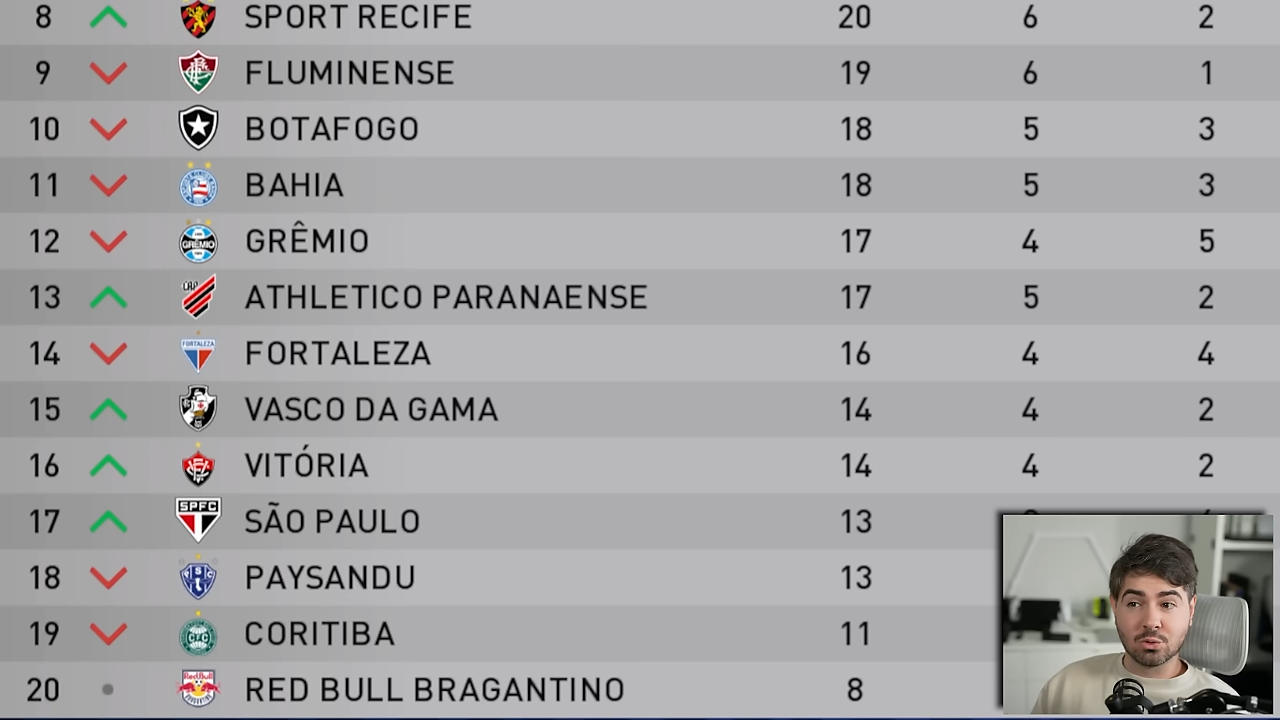 8 SPORT RECIFE 20 6 2
9 FLUMINENSE 19 6 1
10 BOTAFOGO 18 5 3
11 BAHIA 18 5 3
12 GRÊMIO 17 4 5
13 ATHLETICO PARANAENSE 17 5 2
14 FORTALEZA 16 4 4
15 VASCO DA GAMA 14 4 2
16 VITÓRIA 14 4 2
17 SPFC SÃO PAULO 13
18 PAYSANDU 13
19 CORITIBA 11
20 RED BULL BRAGANTINO 8